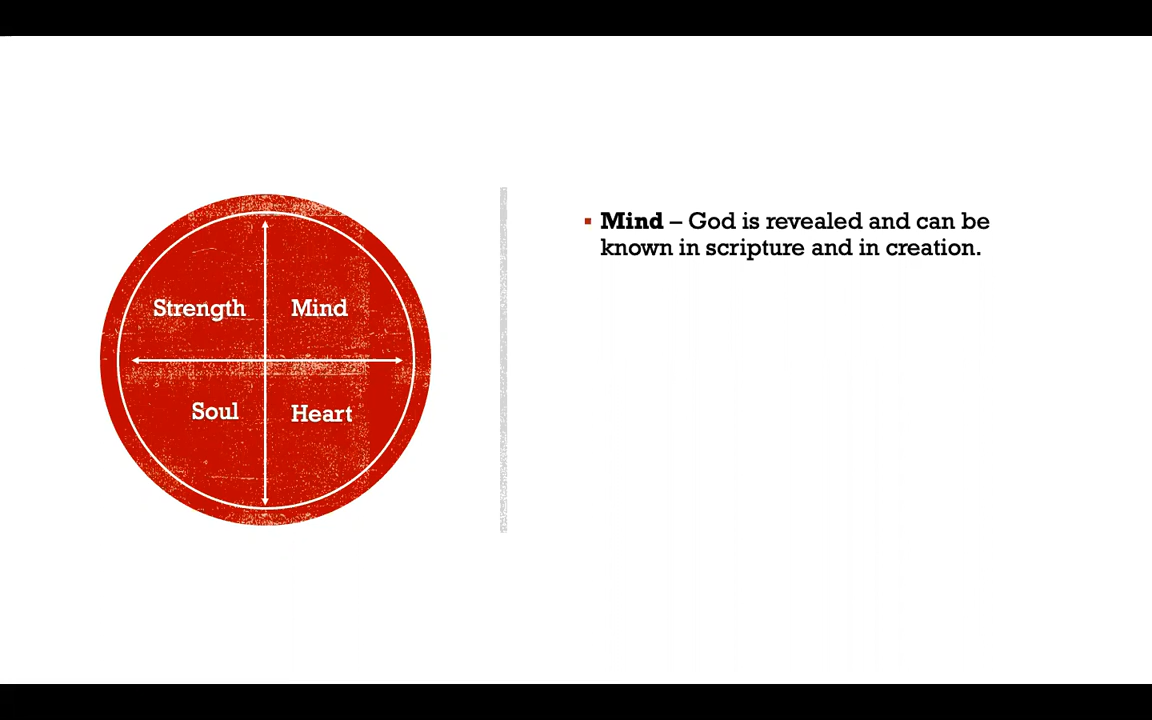 Strength
Mind
Soul
Heart
▪ Mind – God is revealed and can be
known in scripture and in creation.